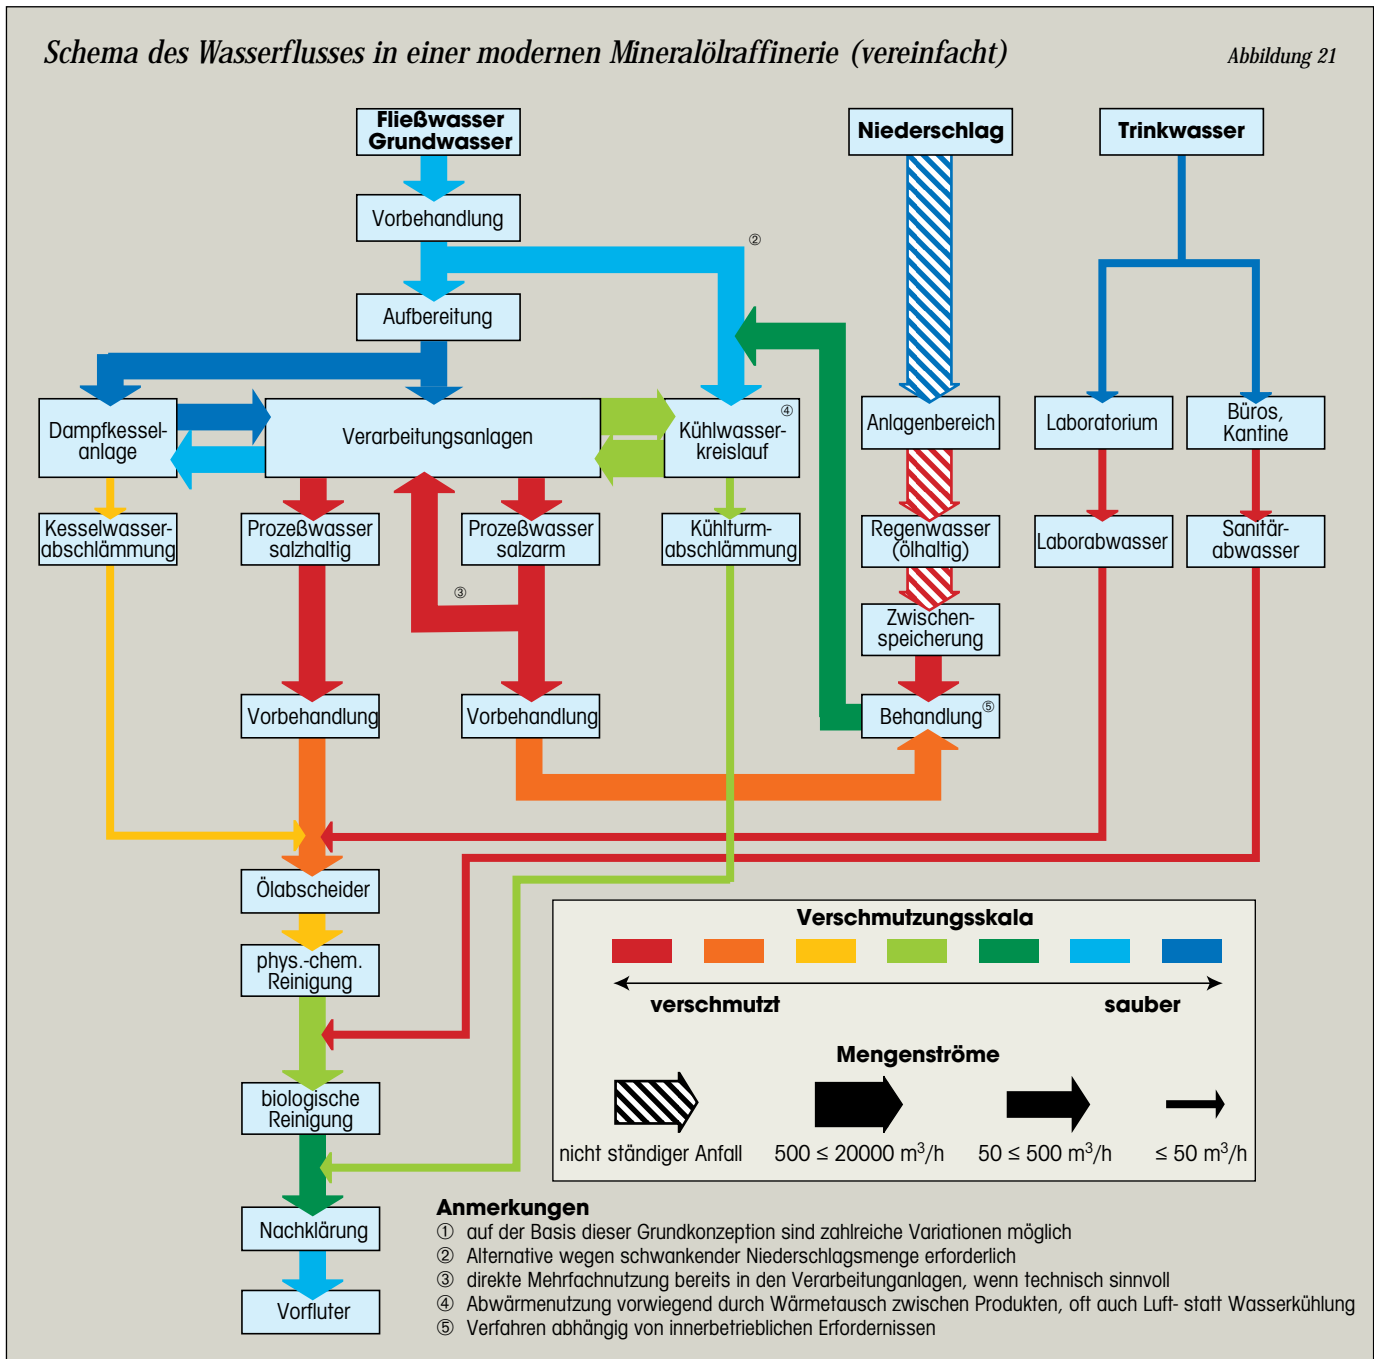 Schema des Wasserflusses in einer modernen Mineralölraffinerie (vereinfacht)
Abbildung 21
Fließwasser
Grundwasser
Niederschlag
Trinkwasser
Vorbehandlung
②
Aufbereitung
Dampfkessel-
anlage
Verarbeitungsanlagen
④
Kühlwasser-
kreislauf
Anlagenbereich
Laboratorium
Büros,
Kantine
Kesselwasser-
abschlämmung
Prozeßwasser
salzhaltig
Prozeßwasser
salzarm
Kühlturm-
abschlämmung
Regenwasser
(ölhaltig)
Laborabwasser
Sanitär-
abwasser
③
Zwischen-
speicherung
Vorbehandlung
Vorbehandlung
Behandlung⑤
Ölabscheider
phys.-chem.
Reinigung
biologische
Reinigung
Nachklärung
Vorfluter
Verschmutzungsskala
verschmutzt
sauber
Mengenströme
nicht ständiger Anfall
500 ≤ 20000 m³/h
50 ≤ 500 m³/h
≤ 50 m³/h
Anmerkungen
① auf der Basis dieser Grundkonzeption sind zahlreiche Variationen möglich
② Alternative wegen schwankender Niederschlagsmenge erforderlich
③ direkte Mehrfachnutzung bereits in den Verarbeitunganlagen, wenn technisch sinnvoll
④ Abwärmenutzung vorwiegend durch Wärmetausch zwischen Produkten, oft auch Luft- statt Wasserkühlung
⑤ Verfahren abhängig von innerbetrieblichen Erfordernissen